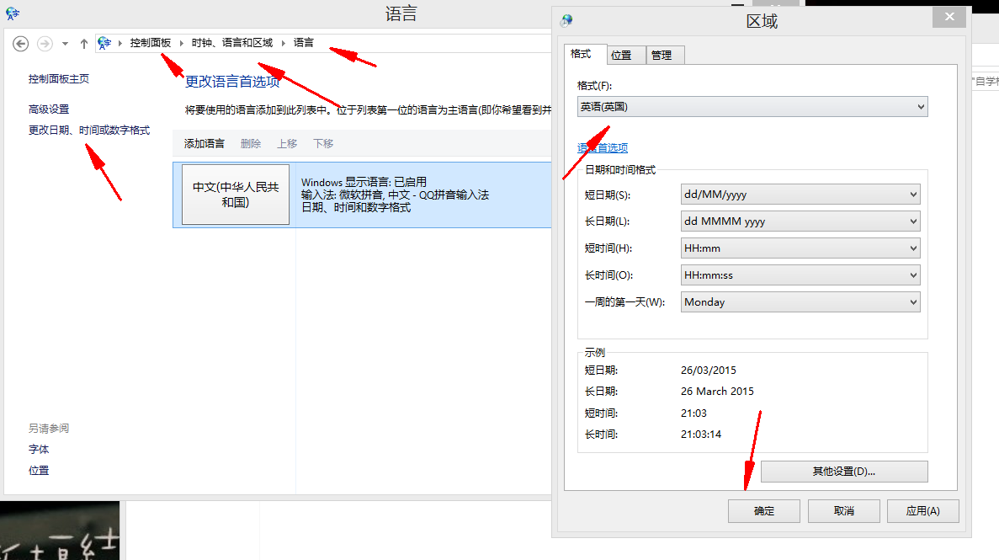 语言
控制面板 时钟、语言和区域 语言
控制面板主页
高级设置
更改日期、时间或数字格式
另请参阅
字体
位置
更改语言首选项
将要使用的语言添加到此列表中。位于列表第一位的语言为主语言(即你希望看到并
添加语言 删除 上移 下移
中文(中华人民共
和国)
Windows 显示语言: 已启用
输入法: 微软拼音, 中文 - QQ拼音输入法
日期、时间和数字格式
区域
格式 位置 管理
格式(F):
英语(英国)
语言首选项
日期和时间格式
短日期(S): dd/MM/yyyy
长日期(L): dd MMMM yyyy
短时间(H): HH:mm
长时间(O): HH:mm:ss
一周的第一天(W): Monday
示例
短日期: 26/03/2015
长日期: 26 March 2015
短时间: 21:03
长时间: 21:03:14
其他设置(D)...
确定 取消 应用(A)
"自学